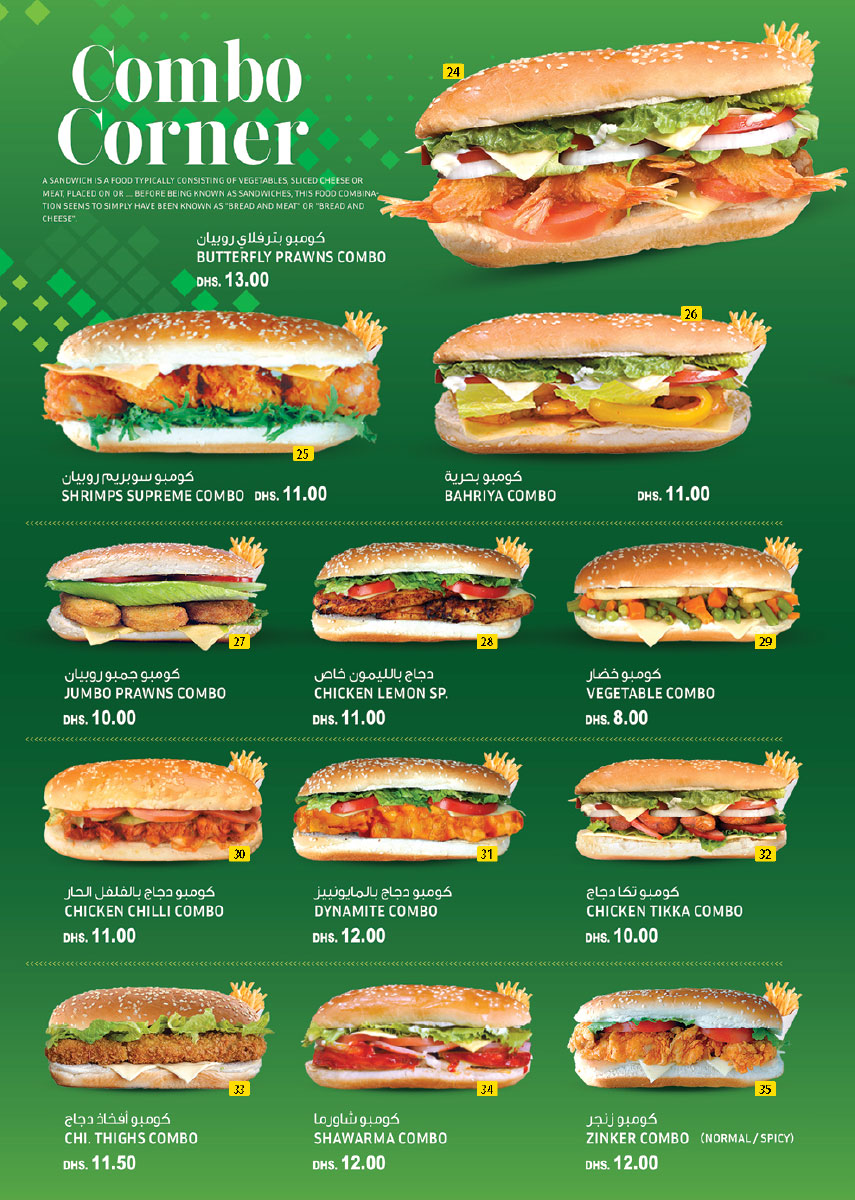 Combo
Corner
A SANDWICH IS A FOOD TYPICALLY CONSISTING OF VEGETABLES, SLICED CHEESE OR
MEAT, PLACED ON OR ... BEFORE BEING KNOWN AS SANDWICHES, THIS FOOD COMBINA-
TION SEEMS TO SIMPLY HAVE BEEN KNOWN AS "BREAD AND MEAT" OR "BREAD AND
CHEESE".
24
كومبو بترفلاي روبيان
BUTTERFLY PRAWNS COMBO
DHS. 13.00
25
كومبو سوبريم روبيان
SHRIMPS SUPREME COMBO DHS. 11.00
26
كومبو بحرية
BAHRIYA COMBO DHS. 11.00
27
كومبو جمبو روبيان
JUMBO PRAWNS COMBO
DHS. 10.00
28
دجاج بالليمون خاص
CHICKEN LEMON SP.
DHS. 11.00
29
كومبو خضار
VEGETABLE COMBO
DHS. 8.00
30
كومبو دجاج بالفلفل الحار
CHICKEN CHILLI COMBO
DHS. 11.00
31
كومبو دجاج بالمايونييز
DYNAMITE COMBO
DHS. 12.00
32
كومبو تكا دجاج
CHICKEN TIKKA COMBO
DHS. 10.00
33
كومبو أفخاذ دجاج
CHI. THIGHS COMBO
DHS. 11.50
34
كومبو شاورما
SHAWARMA COMBO
DHS. 12.00
35
كومبو زنجر
ZINKER COMBO (NORMAL / SPICY)
DHS. 12.00